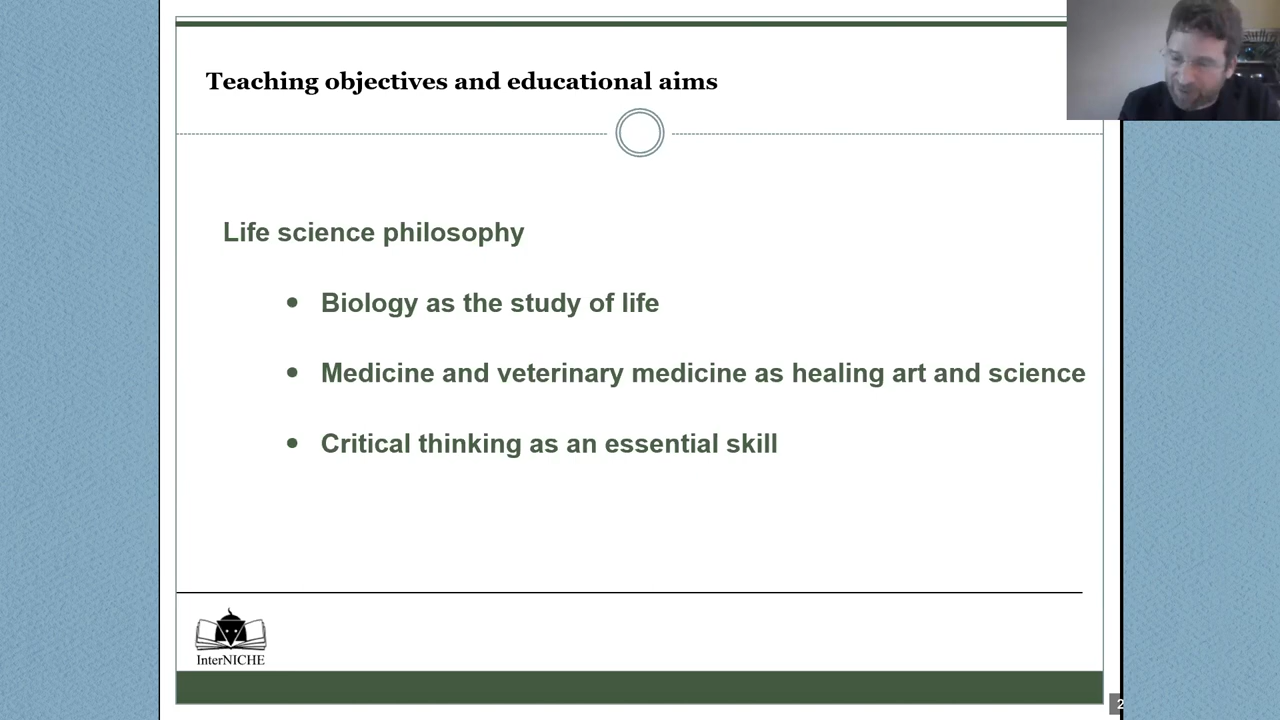 Teaching objectives and educational aims
Life science philosophy
• Biology as the study of life
• Medicine and veterinary medicine as healing art and science
• Critical thinking as an essential skill
InterNICHE
2